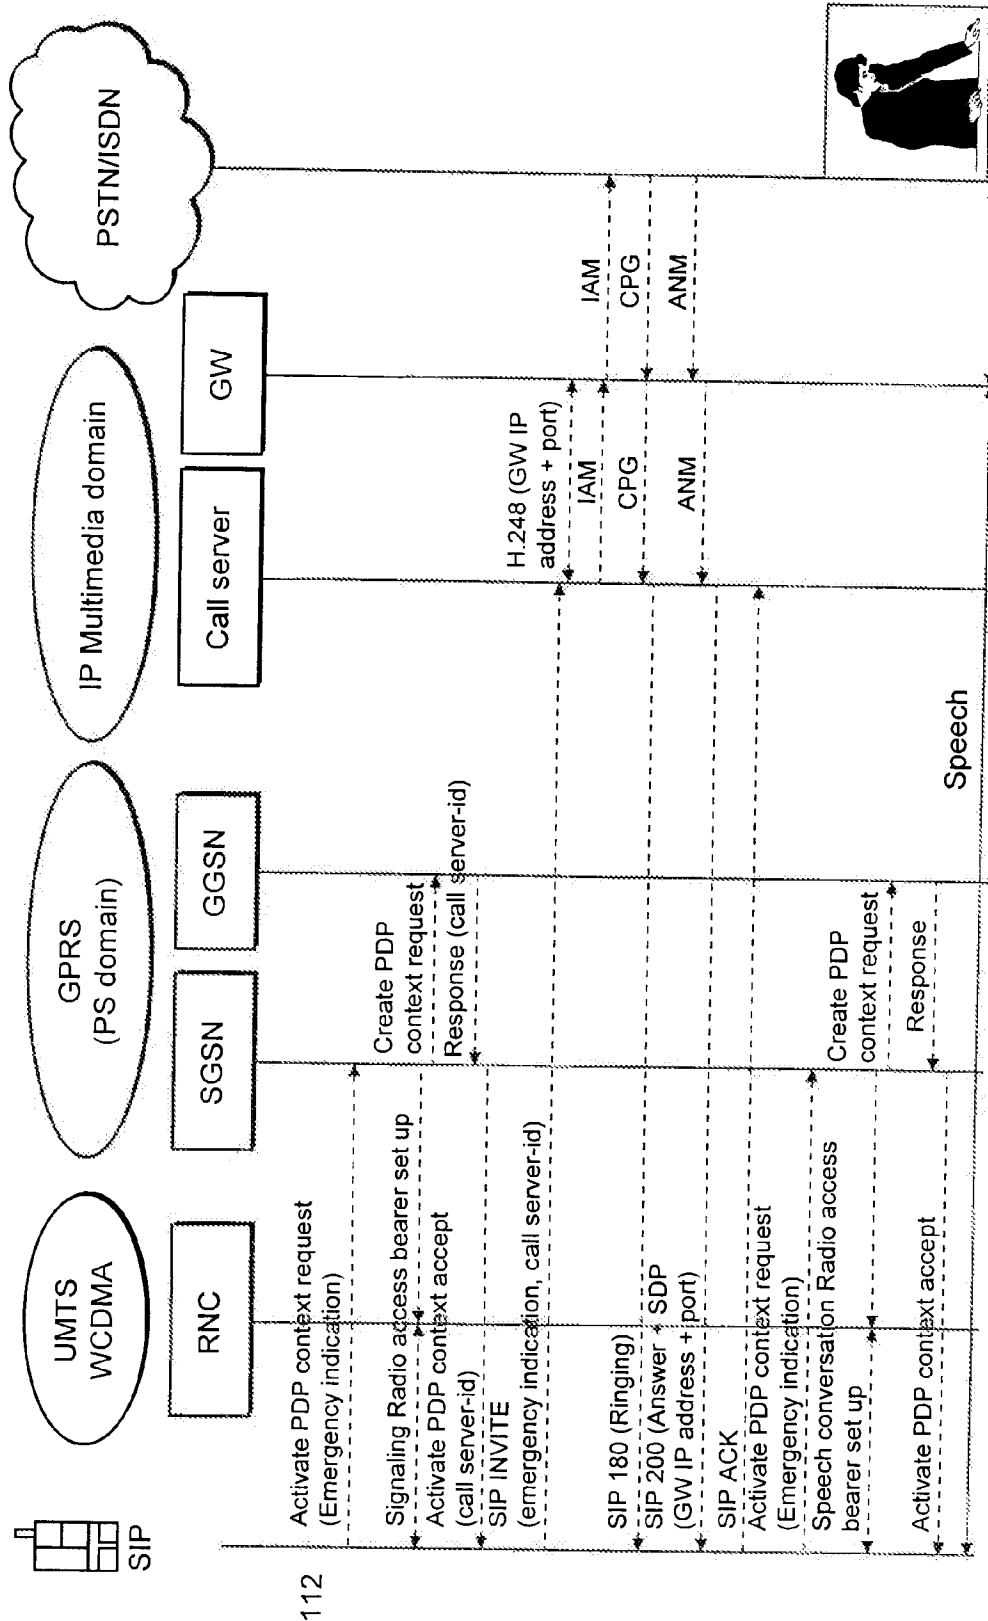 SIP
UMTS
WCDMA
GPRS
(PS domain)
IP Multimedia domain
PSTN/ISDN
RNC
SGSN
GGSN
Call server
GW
112
Activate PDP context request
(Emergency indication)
Create PDP
context request
Signaling Radio access bearer set up
Response (call server-id)
Activate PDP context accept
(call server-id)
SIP INVITE
(emergency indication, call server-id)
H.248 (GW IP
address + port)
IAM
IAM
CPG
CPG
SIP 180 (Ringing)
ANM
ANM
SIP 200 (Answer + SDP)
(GW IP address + port)
SIP ACK
Activate PDP context request
(Emergency indication)
Speech conversation Radio access
bearer set up
Create PDP
context request
Response
Activate PDP context accept
Speech